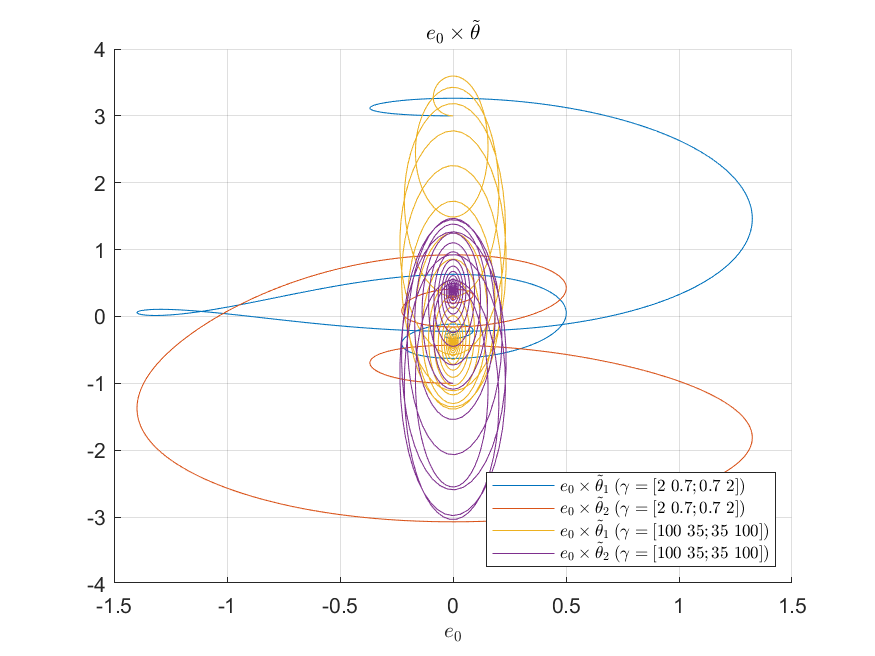 e₀ × θ̃
4
3
2
1
0
-1
-2
-3
-4
e₀ × θ̃₁ (γ = [2 0.7; 0.7 2])
e₀ × θ̃₂ (γ = [2 0.7; 0.7 2])
e₀ × θ̃₁ (γ = [100 35; 35 100])
e₀ × θ̃₂ (γ = [100 35; 35 100])
-1.5 -1 -0.5 0 0.5 1 1.5
e₀